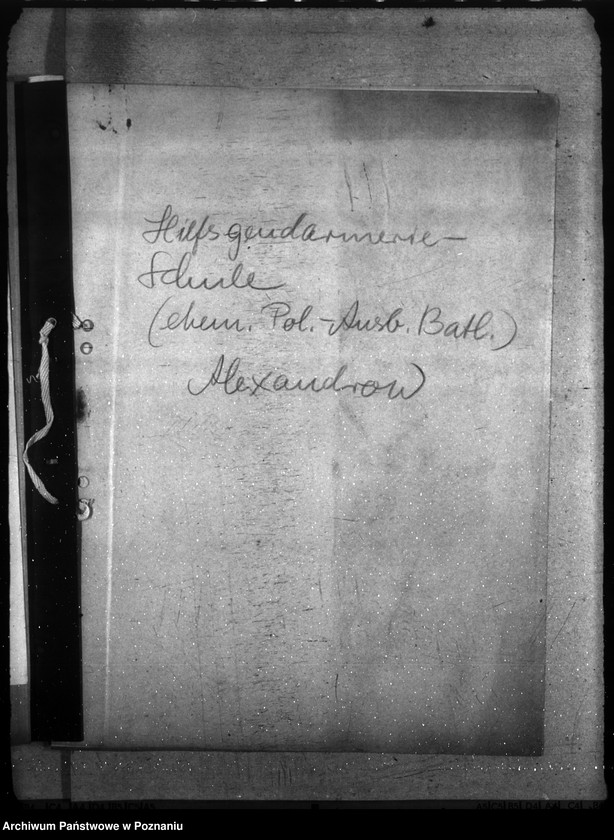 Hilfsgendarmerie-
Schule
(ehem. Pol.-Ausb. Batl.)
Alexandrow
Archiwum Państwowe w Poznaniu